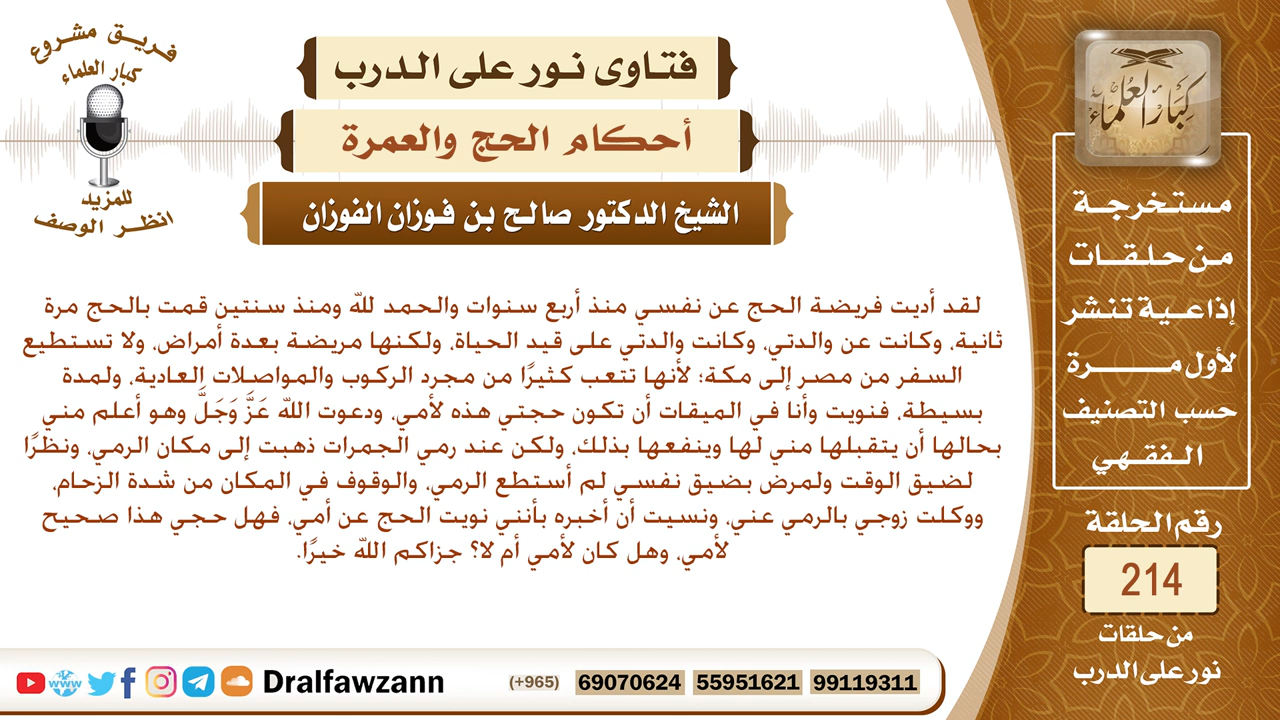 فريق مشروع
كبار العلماء
للمزيد
انظر الوصف
فتاوى نور على الدرب
أحكام الحج والعمرة
الشيخ الدكتور صالح بن فوزان الفوزان
لقد أديت فريضة الحج عن نفسي منذ أربع سنوات والحمد لله ومنذ سنتين قمت بالحج مرة
ثانية، وكانت عن والدتي، وكانت والدتي على قيد الحياة، ولكنها مريضة بعدة أمراض، ولا تستطيع
السفر من مصر إلى مكة؛ لأنها تتعب كثيرًا من مجرد الركوب والمواصلات العادية، ولمدة
بسيطة، فنويت وأنا في الميقات أن تكون حجتي هذه لأمي، ودعوت الله عَزَّ وَجَلَّ وهو أعلم مني
بحالها أن يتقبلها مني لها وينفعها بذلك، ولكن عند رمي الجمرات ذهبت إلى مكان الرمي، ونظرًا
لضيق الوقت ولمرض بضيق نفسي لم أستطع الرمي، والوقوف في المكان من شدة الزحام،
ووكلت زوجي بالرمي عني، ونسيت أن أخبره بأنني نويت الحج عن أمي، فهل حجي هذا صحيح
لأمي، وهل كان لأمي أم لا؟ جزاكم الله خيرًا.
كبار العلماء
مستخرجة
من حلقات
إذاعية تنشر
لأول مرة
حسب التصنيف
الفقهي
رقم الحلقة
214
من حلقات
نور على الدرب
www Dralfawzann (+965) 69070624 55951621 99119311